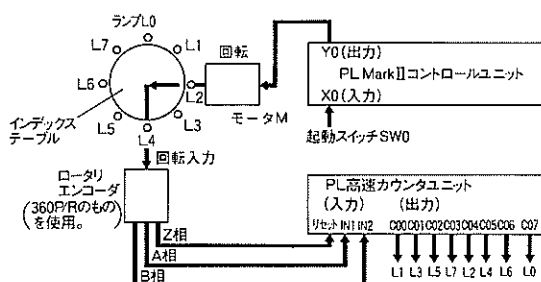 ランプL0
L1
L2
L3
L4
L5
L6
L7
インデックス
テーブル
回転
モータM
Y0(出力)
PL MarkⅡコントロールユニット
X0(入力)
起動スイッチSW0
回転入力
ロータリ
エンコーダ
(360P/Rのもの
を使用。)
Z相
A相
B相
PL高速カウンタユニット
(入力) (出力)
リセット IN1 IN2 C00 C01 C02 C03 C04 C05 C06 C07
L1 L3 L5 L7 L2 L4 L6 L0